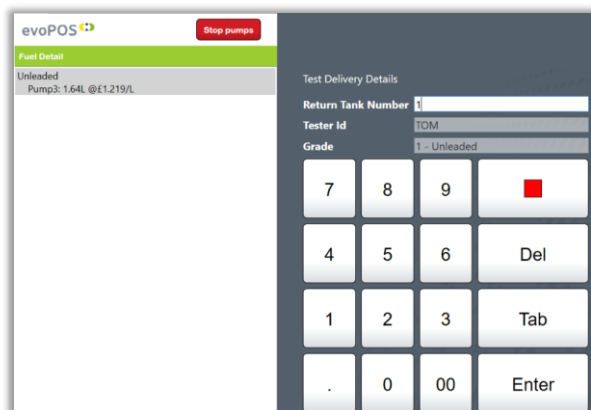 evoPOS
Stop pumps
Fuel Detail
Unleaded
Pump3: 1.64L @£1.219/L
Test Delivery Details
Return Tank Number 1
Tester Id TOM
Grade 1 - Unleaded
7 8 9
4 5 6 Del
1 2 3 Tab
. 0 00 Enter